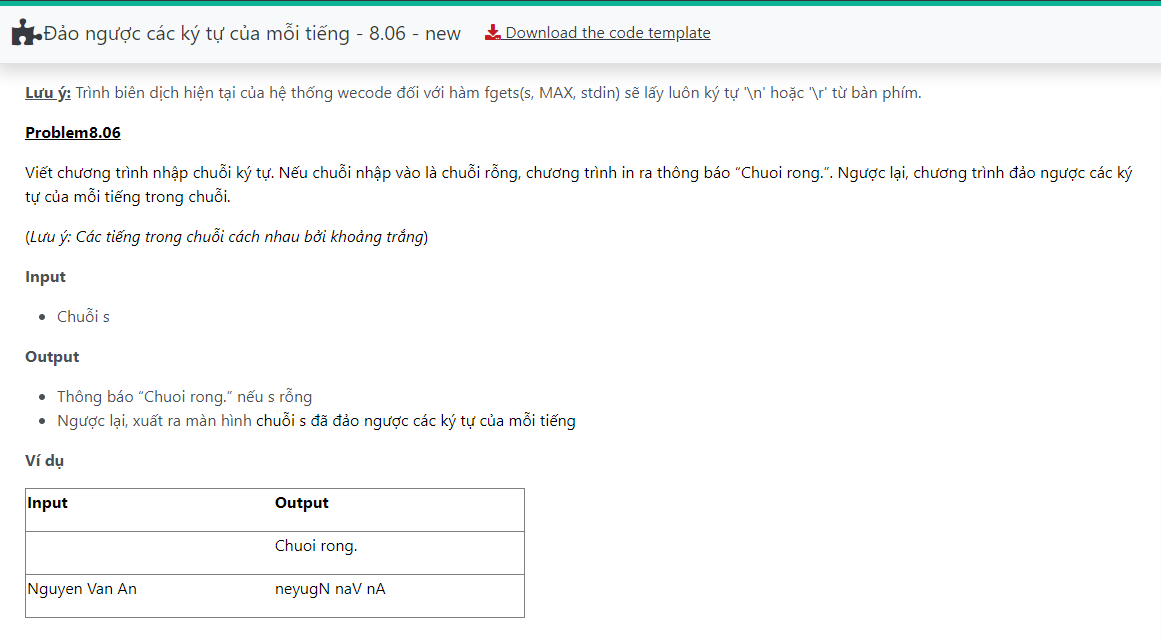 Đảo ngược các ký tự của mỗi tiếng - 8.06 - new Download the code template
Lưu ý: Trình biên dịch hiện tại của hệ thống wecode đối với hàm fgets(s, MAX, stdin) sẽ lấy luôn ký tự '\n' hoặc '\r' từ bàn phím.
Problem8.06
Viết chương trình nhập chuỗi ký tự. Nếu chuỗi nhập vào là chuỗi rỗng, chương trình in ra thông báo “Chuoi rong.”. Ngược lại, chương trình đảo ngược các ký
tự của mỗi tiếng trong chuỗi.
(Lưu ý: Các tiếng trong chuỗi cách nhau bởi khoảng trắng)
Input
• Chuỗi s
Output
• Thông báo “Chuoi rong.” nếu s rỗng
• Ngược lại, xuất ra màn hình chuỗi s đã đảo ngược các ký tự của mỗi tiếng
Ví dụ
Input Output
Chuoi rong.
Nguyen Van An neyugN naV nA